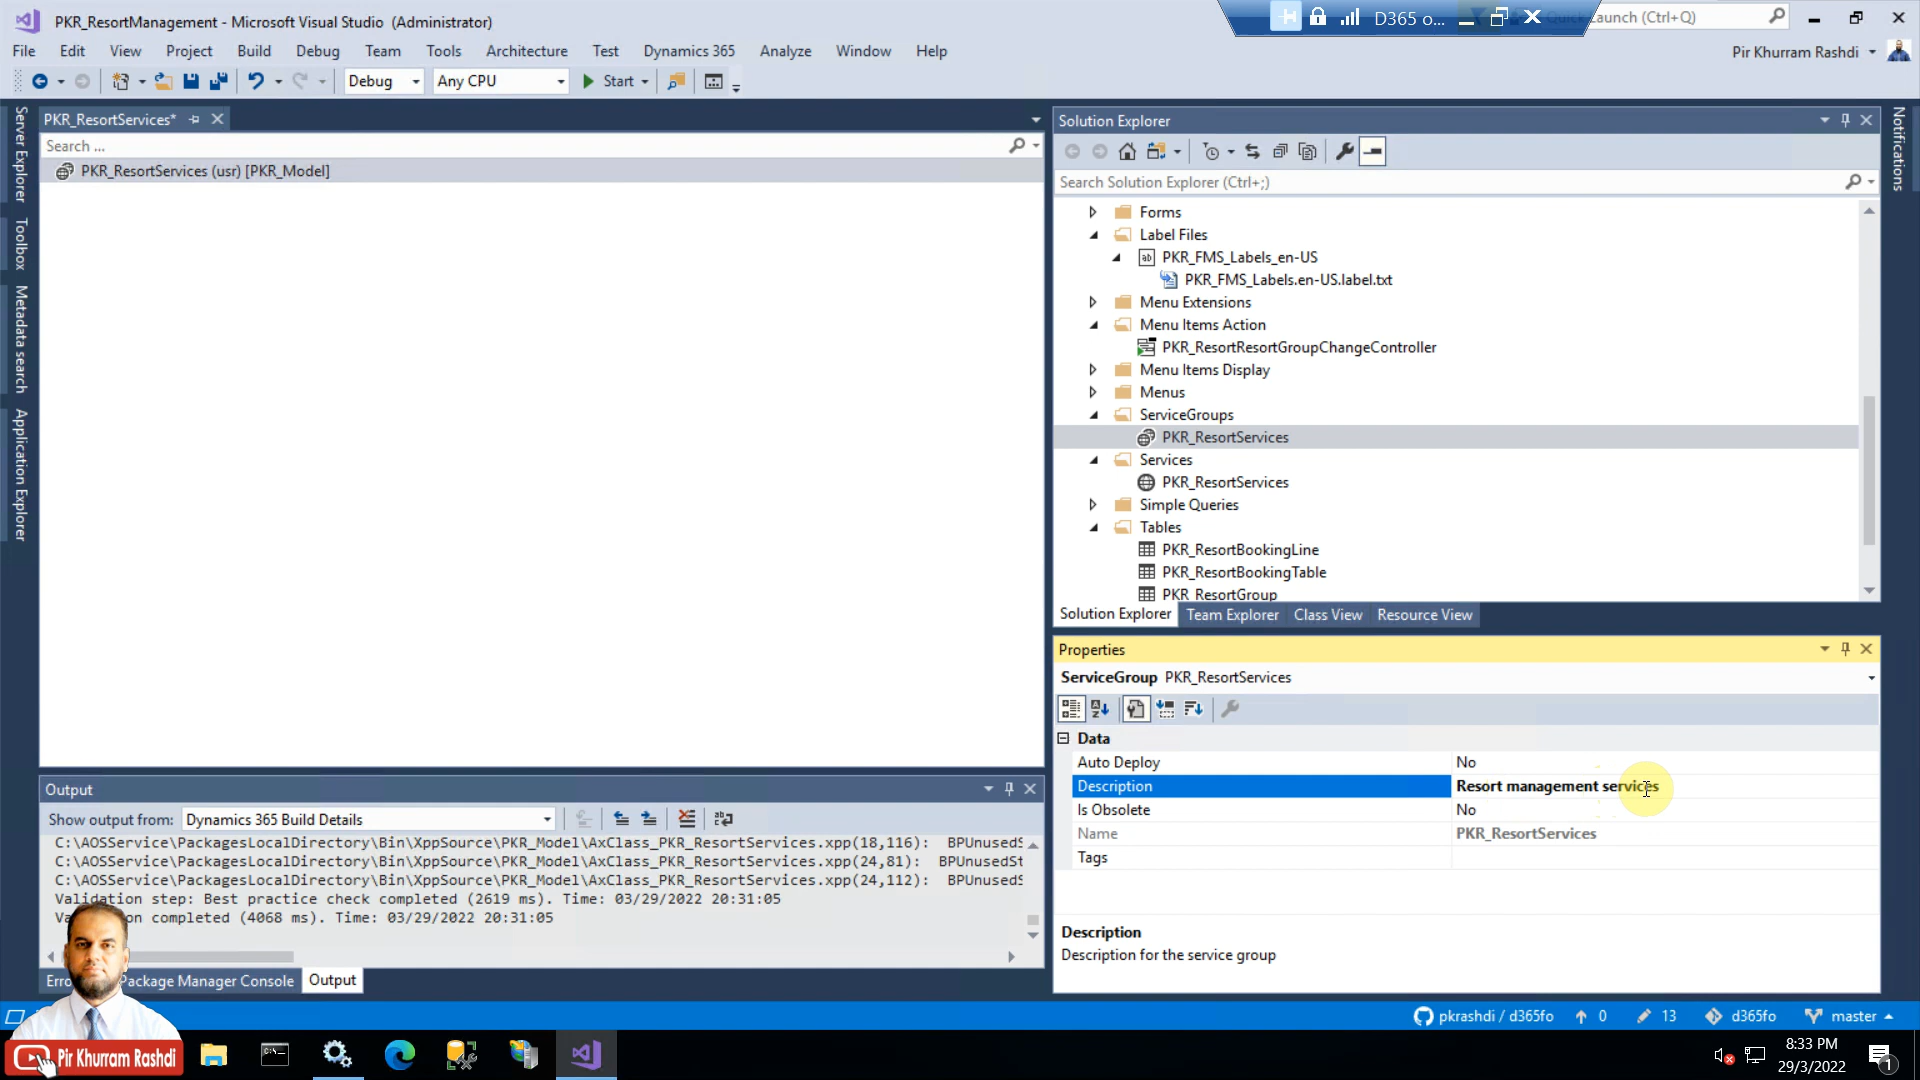 PKR_ResortManagement - Microsoft Visual Studio (Administrator)
D365 o...
Launch (Ctrl+Q)
File Edit View Project Build Debug Team Tools Architecture Test Dynamics 365 Analyze Window Help
Pir Khurram Rashdi
Debug Any CPU Start
Server Explorer
Toolbox
Metadata search
Application Explorer
PKR_ResortServices*
Search ...
PKR_ResortServices (usr) [PKR_Model]
Solution Explorer
Search Solution Explorer (Ctrl+;)
Forms
Label Files
PKR_FMS_Labels_en-US
PKR_FMS_Labels.en-US.label.txt
Menu Extensions
Menu Items Action
PKR_ResortResortGroupChangeController
Menu Items Display
Menus
ServiceGroups
PKR_ResortServices
Services
PKR_ResortServices
Simple Queries
Tables
PKR_ResortBookingLine
PKR_ResortBookingTable
PKR_ResortGroup
Solution Explorer Team Explorer Class View Resource View
Notifications
Properties
ServiceGroup PKR_ResortServices
Data
Auto Deploy No
Description Resort management services
Is Obsolete No
Name PKR_ResortServices
Tags
Description
Description for the service group
Output
Show output from: Dynamics 365 Build Details
C:\AOSService\PackagesLocalDirectory\Bin\XppSource\PKR_Model\AxClass_PKR_ResortServices.xpp(18,116): BPUnusedS
C:\AOSService\PackagesLocalDirectory\Bin\XppSource\PKR_Model\AxClass_PKR_ResortServices.xpp(24,81): BPUnusedSt
C:\AOSService\PackagesLocalDirectory\Bin\XppSource\PKR_Model\AxClass_PKR_ResortServices.xpp(24,112): BPUnusedS
Validation step: Best practice check completed (2619 ms). Time: 03/29/2022 20:31:05
Va on completed (4068 ms). Time: 03/29/2022 20:31:05
Erro Package Manager Console Output
pkrashdi / d365fo 0 13 d365fo master
Pir Khurram Rashdi
8:33 PM
29/3/2022
1